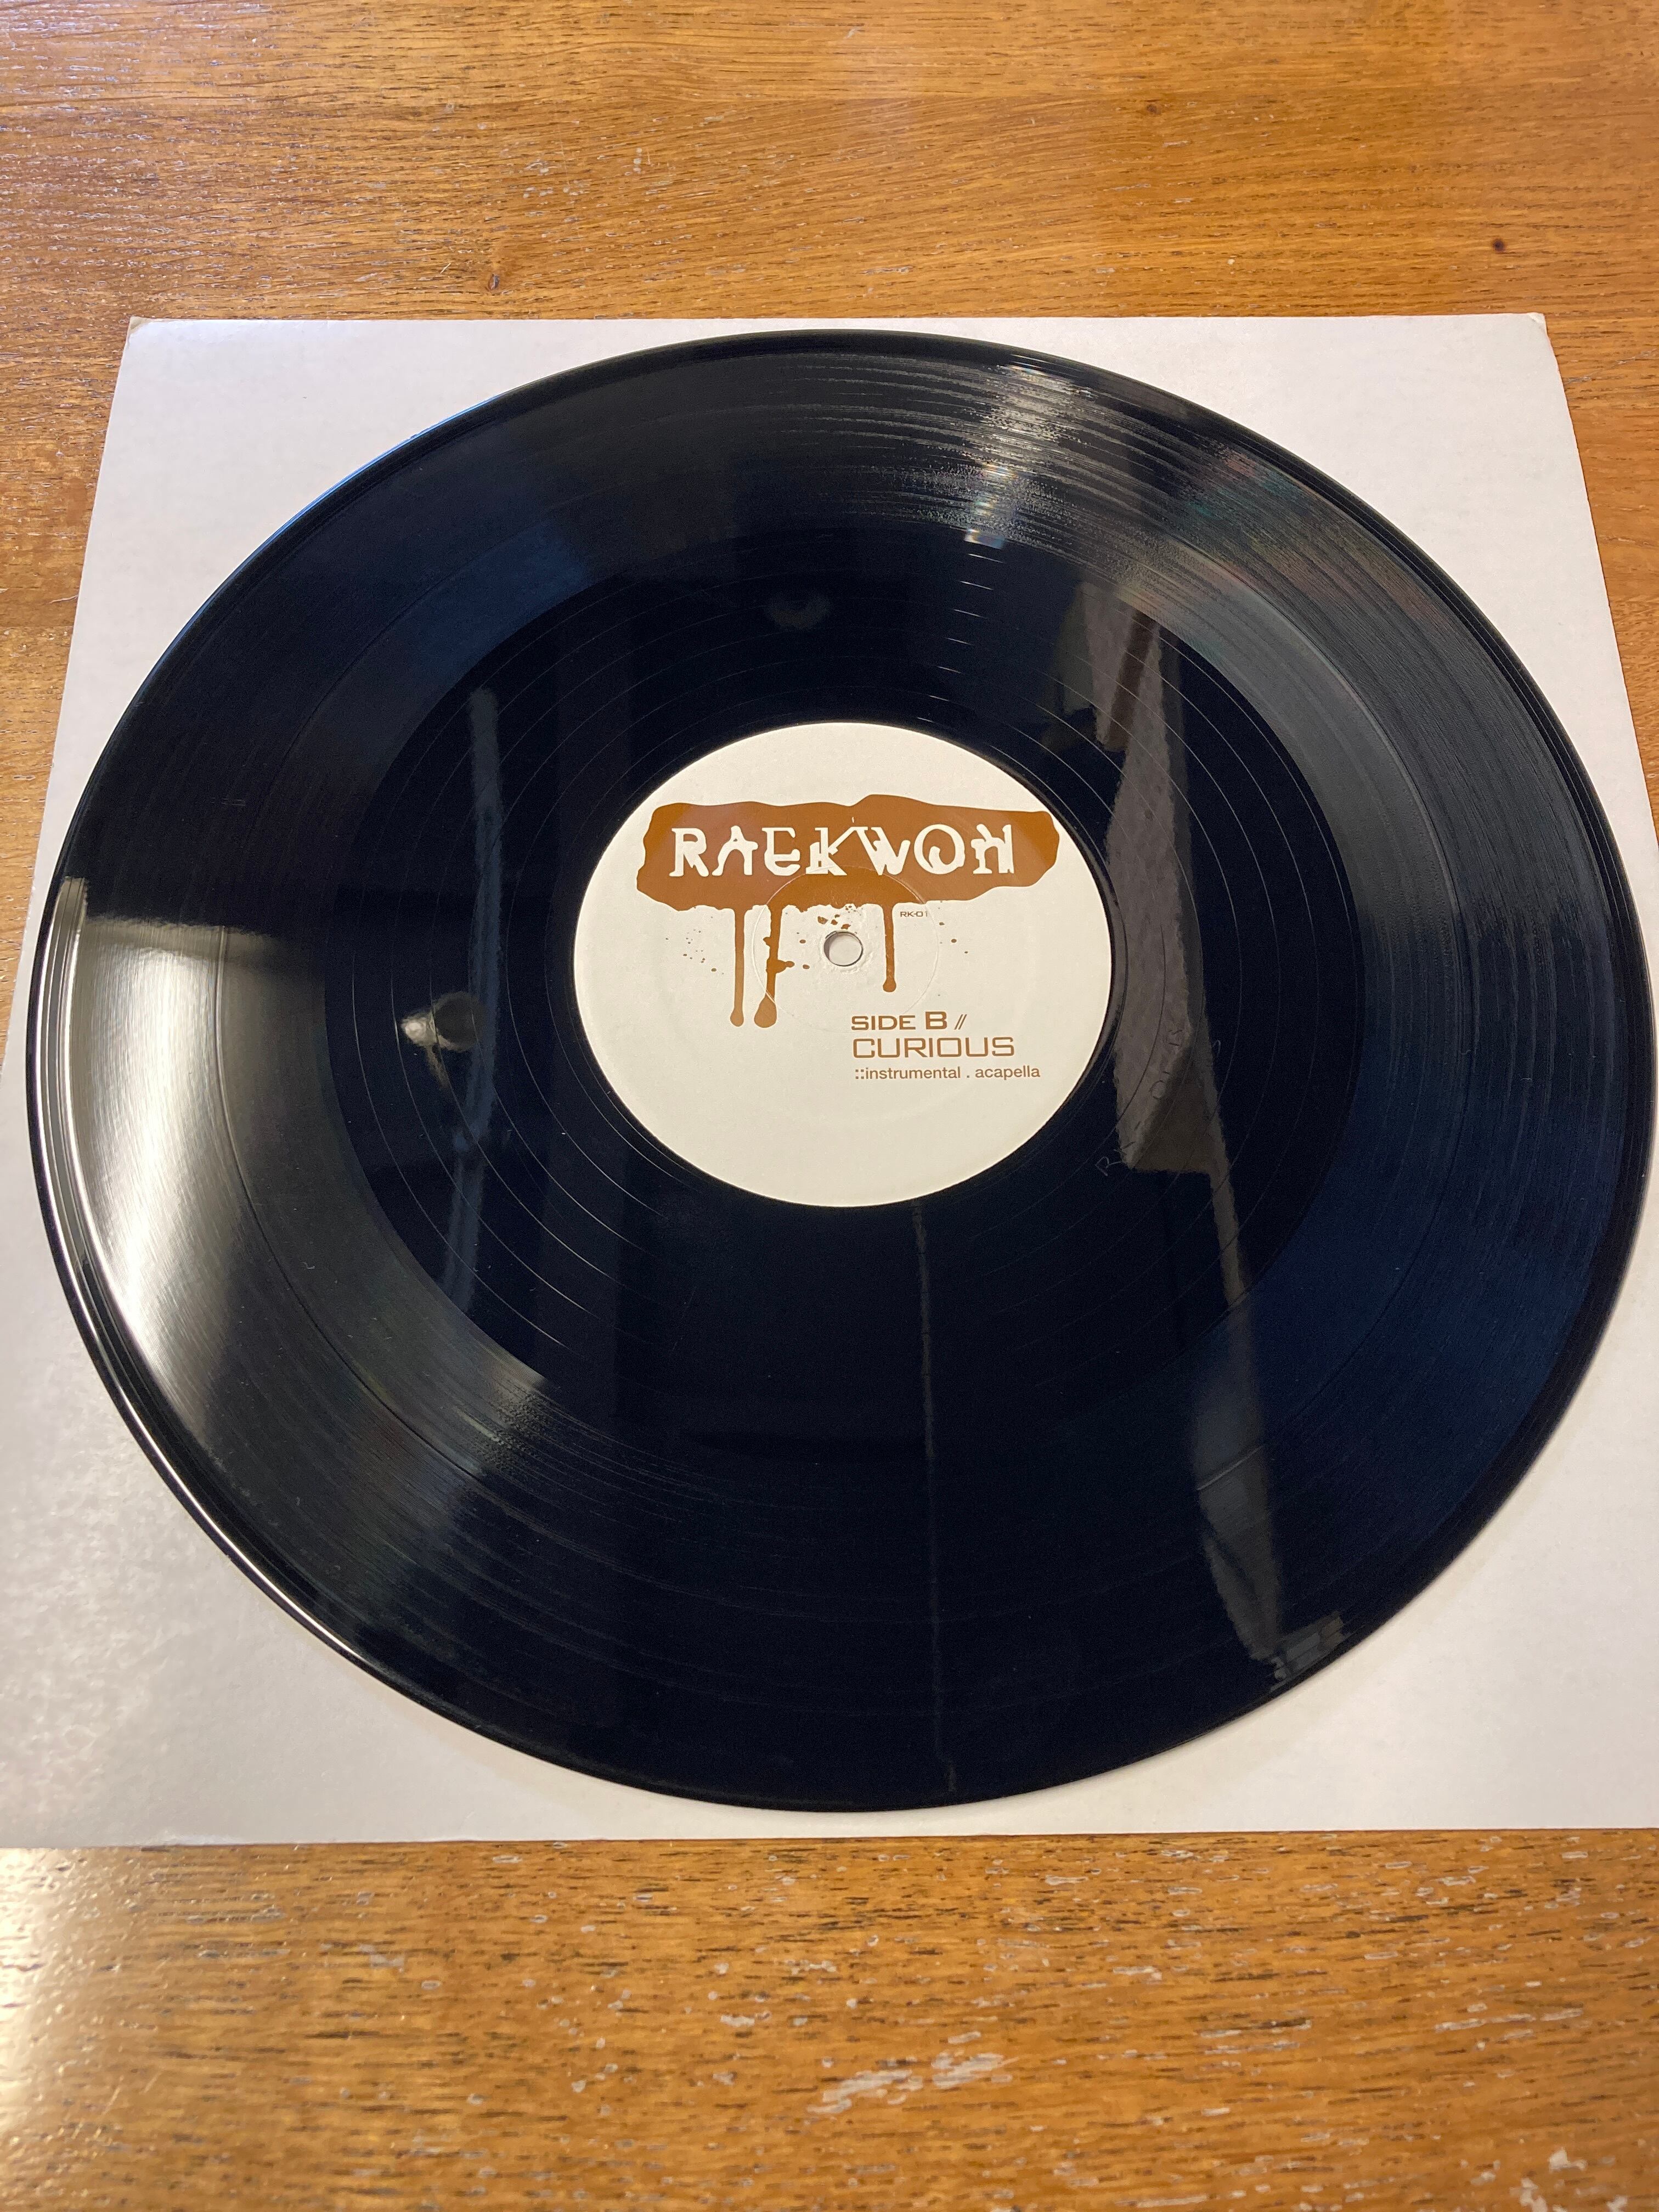 RAEKWON
RK-01
SIDE B //
CURIOUS
::instrumental . acapella